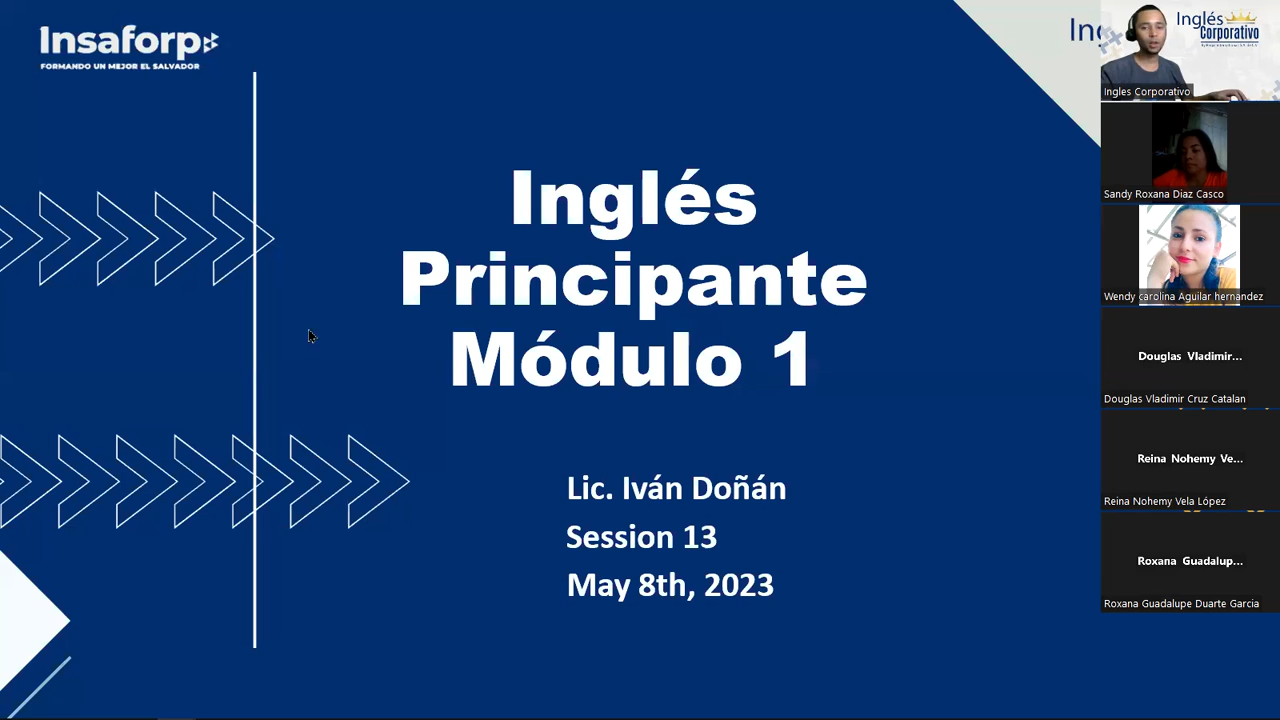 Insaforp
FORMANDO UN MEJOR EL SALVADOR
Inglés
Principante
Módulo 1
Lic. Iván Doñán
Session 13
May 8th, 2023
Ing
Inglés
Corporativo
Ingles Corporativo
Sandy Roxana Diaz Casco
Wendy carolina Aguilar hernández
Douglas Vladimir...
Douglas Vladimir Cruz Catalan
Reina Nohemy Ve...
Reina Nohemy Vela López
Roxana Guadalup...
Roxana Guadalupe Duarte Garcia